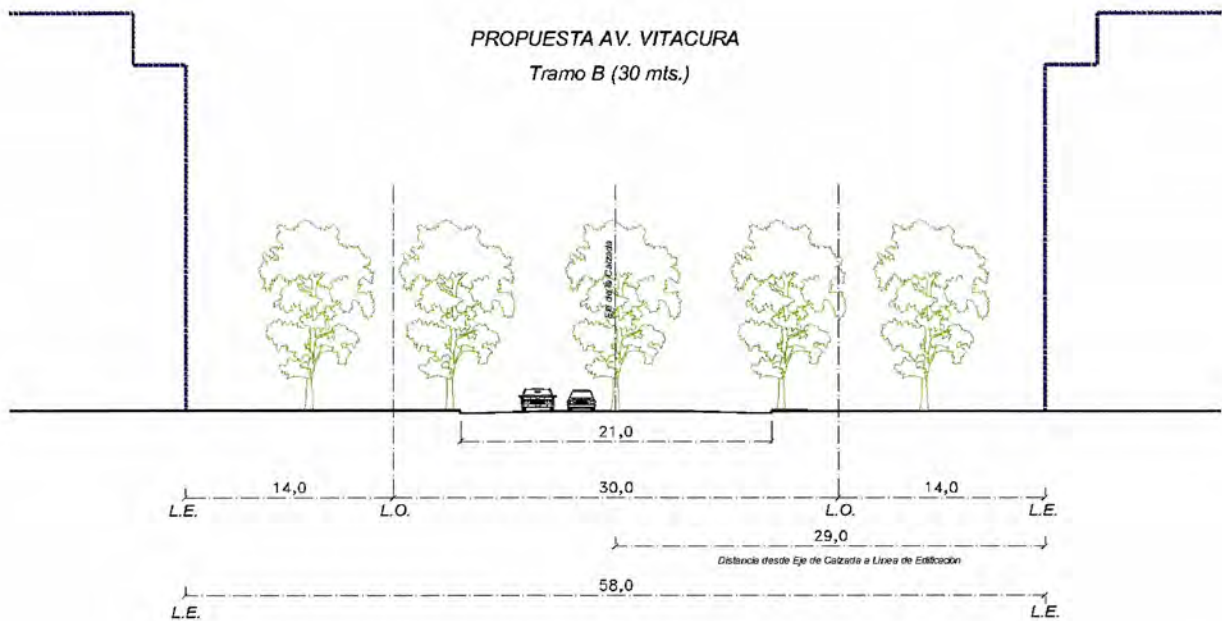 PROPUESTA AV. VITACURA
Tramo B (30 mts.)
Eje de la Calzada
21,0
14,0 30,0 14,0
L.E. L.O. L.O. L.E.
29,0
Distancia desde Eje de Calzada a Linea de Edificación
58,0
L.E. L.E.